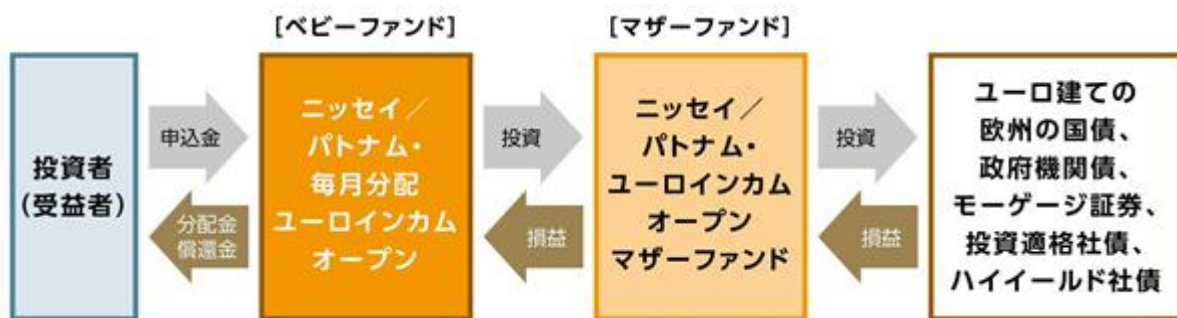 [ベビーファンド]
[マザーファンド]
投資者
(受益者)
申込金
分配金
償還金
ニッセイ／
パトナム・
毎月分配
ユーロインカム
オープン
投資
損益
ニッセイ／
パトナム・
ユーロインカム
オープン
マザーファンド
投資
損益
ユーロ建ての
欧州の国債、
政府機関債、
モーゲージ証券、
投資適格社債、
ハイイールド社債